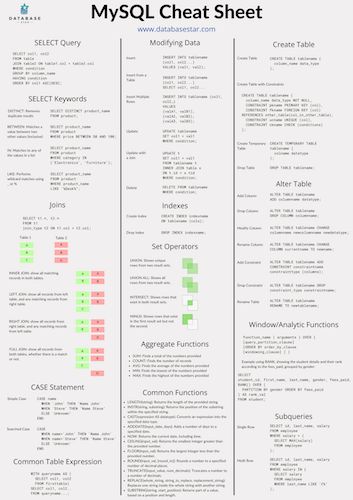 DATABASE
STAR
MySQL Cheat Sheet
www.databasestar.com
SELECT Query
SELECT col1, col2
FROM table
JOIN table2 ON table1.col = table2.col
WHERE condition
GROUP BY column_name
HAVING condition
ORDER BY col1 ASC|DESC;
SELECT Keywords
DISTINCT: Removes
duplicate results
SELECT DISTINCT product_name
FROM product;
BETWEEN: Matches a
value between two
other values (inclusive)
SELECT product_name
FROM product
WHERE price BETWEEN 50 AND 100;
IN: Matches to any of
the values in a list
SELECT product_name
FROM product
WHERE category IN
('Electronics', 'Furniture');
LIKE: Performs
wildcard matches using
_ or %
SELECT product_name
FROM product
WHERE product_name
LIKE '%Desk%';
Joins
SELECT t1.*, t2.*
FROM t1
join_type t2 ON t1.col = t2.col;
Table 1
Table 2
INNER JOIN: show all matching
records in both tables.
LEFT JOIN: show all records from left
table, and any matching records from
right table.
RIGHT JOIN: show all records from
right table, and any matching records
from left table.
FULL JOIN: show all records from
both tables, whether there is a match
or not.
CASE Statement
Simple Case
CASE name
WHEN 'John' THEN 'Name John'
WHEN 'Steve' THEN 'Name Steve'
ELSE 'Unknown'
END
Searched Case
CASE
WHEN name='John' THEN 'Name John'
WHEN name='Steve' THEN 'Name Steve'
ELSE 'Unknown'
END
Common Table Expression
WITH queryname AS (
SELECT col1, col2
FROM firsttable)
SELECT col1, col2..
FROM queryname...;
Modifying Data
Insert
INSERT INTO tablename
(col1, col2...)
VALUES (val1, val2);
Insert from a
Table
INSERT INTO tablename
(col1, col2...)
SELECT col1, col2...
Insert Multiple
Rows
INSERT INTO tablename (col1,
col2…)
VALUES
(valA1, valB1),
(valA2, valB2),
(valA3, valB3);
Update
UPDATE tablename
SET col1 = val1
WHERE condition;
Update with
a Join
UPDATE t
SET col1 = val1
FROM tablename t
INNER JOIN table x
ON t.id = x.tid
WHERE condition;
Delete
DELETE FROM tablename
WHERE condition;
Indexes
Create Index
CREATE INDEX indexname
ON tablename (cols);
Drop Index
DROP INDEX indexname;
Set Operators
UNION: Shows unique
rows from two result sets.
UNION ALL: Shows all
rows from two result sets.
INTERSECT: Shows rows that
exist in both result sets.
MINUS: Shows rows that exist
in the first result set but not
the second.
Aggregate Functions
• SUM: Finds a total of the numbers provided
• COUNT: Finds the number of records
• AVG: Finds the average of the numbers provided
• MIN: Finds the lowest of the numbers provided
• MAX: Finds the highest of the numbers provided
Common Functions
• LENGTH(string): Returns the length of the provided string
• INSTR(string, substring): Returns the position of the substring
within the specified string.
• CAST(expression AS datatype): Converts an expression into the
specified data type.
• ADDDATE(input_date, days): Adds a number of days to a
specified date.
• NOW: Returns the current date, including time.
• CEILING(input_val): Returns the smallest integer greater than
the provided number.
• FLOOR(input_val): Returns the largest integer less than the
provided number.
• ROUND(input_val, [round_to]): Rounds a number to a specified
number of decimal places.
• TRUNCATE(input_value, num_decimals): Truncates a number to
a number of decimals.
• REPLACE(whole_string, string_to_replace, replacement_string):
Replaces one string inside the whole string with another string.
• SUBSTRING(string, start_position): Returns part of a value,
based on a position and length.
Create Table
Create Table
CREATE TABLE tablename (
column_name data_type
);
Create Table with Constraints
CREATE TABLE tablename (
column_name data_type NOT NULL,
CONSTRAINT pkname PRIMARY KEY (col),
CONSTRAINT fkname FOREIGN KEY (col)
REFERENCES other_table(col_in_other_table),
CONSTRAINT ucname UNIQUE (col),
CONSTRAINT ckname CHECK (conditions)
);
Create Temporary
Table
CREATE TEMPORARY TABLE
tablename (
colname datatype
);
Drop Table
DROP TABLE tablename;
Alter Table
Add Column
ALTER TABLE tablename
ADD columnname datatype;
Drop Column
ALTER TABLE tablename
DROP COLUMN columnname;
Modify Column
ALTER TABLE tablename CHANGE
columnname newcolumnname newdatatype;
Rename Column
ALTER TABLE tablename CHANGE
COLUMN currentname TO newname;
Add Constraint
ALTER TABLE tablename ADD
CONSTRAINT constraintname
constrainttype (columns);
Drop Constraint
ALTER TABLE tablename DROP
constraint_type constraintname;
Rename Table
ALTER TABLE tablename
RENAME TO newtablename;
Window/Analytic Functions
function_name ( arguments ) OVER (
[query_partition_clause]
[ORDER BY order_by_clause
[windowing_clause] ] )
Example using RANK, showing the student details and their rank
according to the fees_paid, grouped by gender:
SELECT
student_id, first_name, last_name, gender, fees_paid,
RANK() OVER (
PARTITION BY gender ORDER BY fees_paid
) AS rank_val
FROM student;
Subqueries
Single Row
SELECT id, last_name, salary
FROM employee
WHERE salary = (
SELECT MAX(salary)
FROM employee
);
Multi Row
SELECT id, last_name, salary
FROM employee
WHERE salary IN (
SELECT salary
FROM employee
WHERE last_name LIKE 'C%'
);